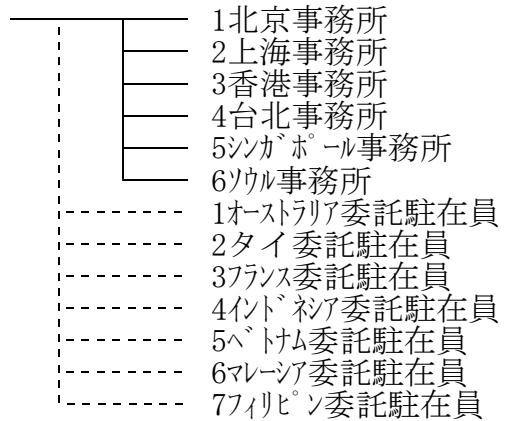 1北京事務所
2上海事務所
3香港事務所
4台北事務所
5ｼﾝｶﾞﾎﾟｰﾙ事務所
6ｿｳﾙ事務所
1ｵｰｽﾄﾗﾘｱ委託駐在員
2タイ委託駐在員
3ﾌﾗﾝｽ委託駐在員
4ｲﾝﾄﾞﾈｼｱ委託駐在員
5ﾍﾞﾄﾅﾑ委託駐在員
6ﾏﾚｰｼｱ委託駐在員
7ﾌｨﾘﾋﾟﾝ委託駐在員